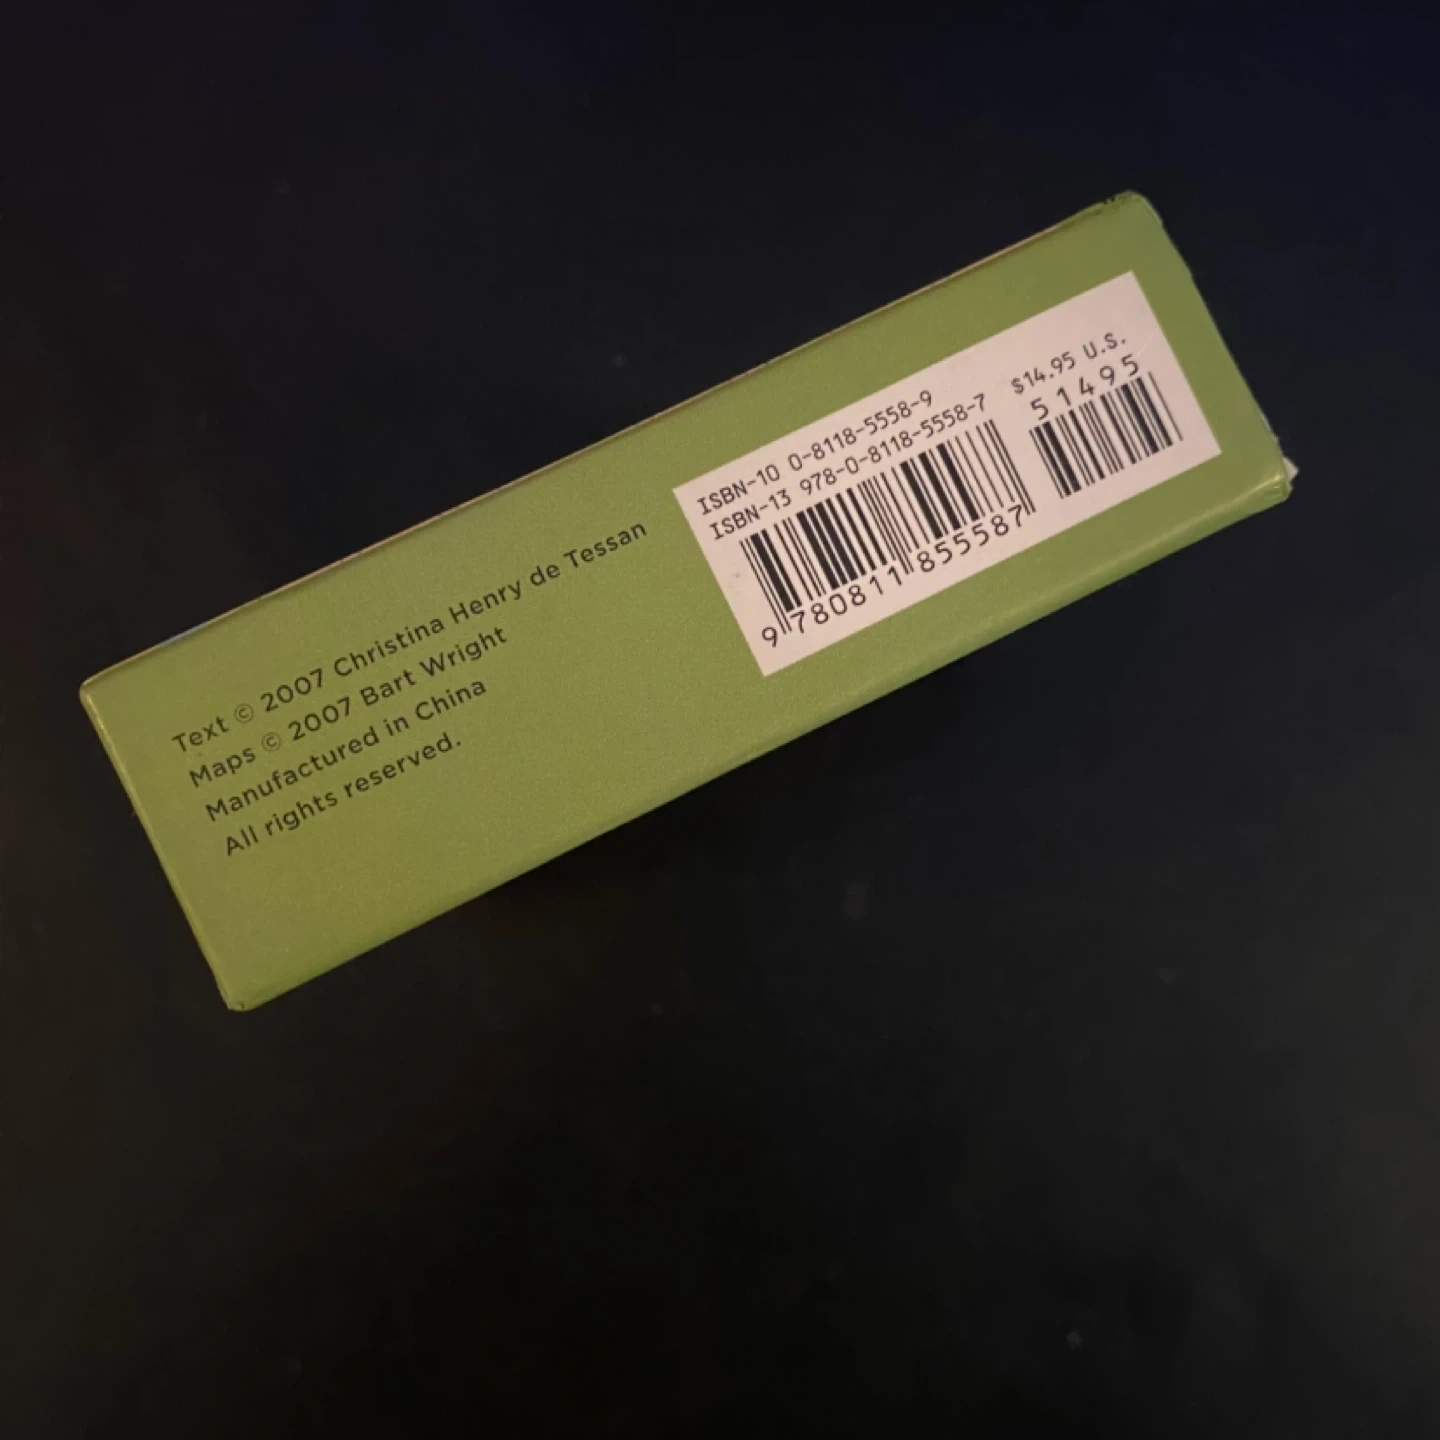 Text © 2007 Christina Henry de Tessan
Maps © 2007 Bart Wright
Manufactured in China
All rights reserved.
ISBN-10 0-8118-5558-9
ISBN-13 978-0-8118-5558-7
$14.95 U.S.
51495
9 780811 855587